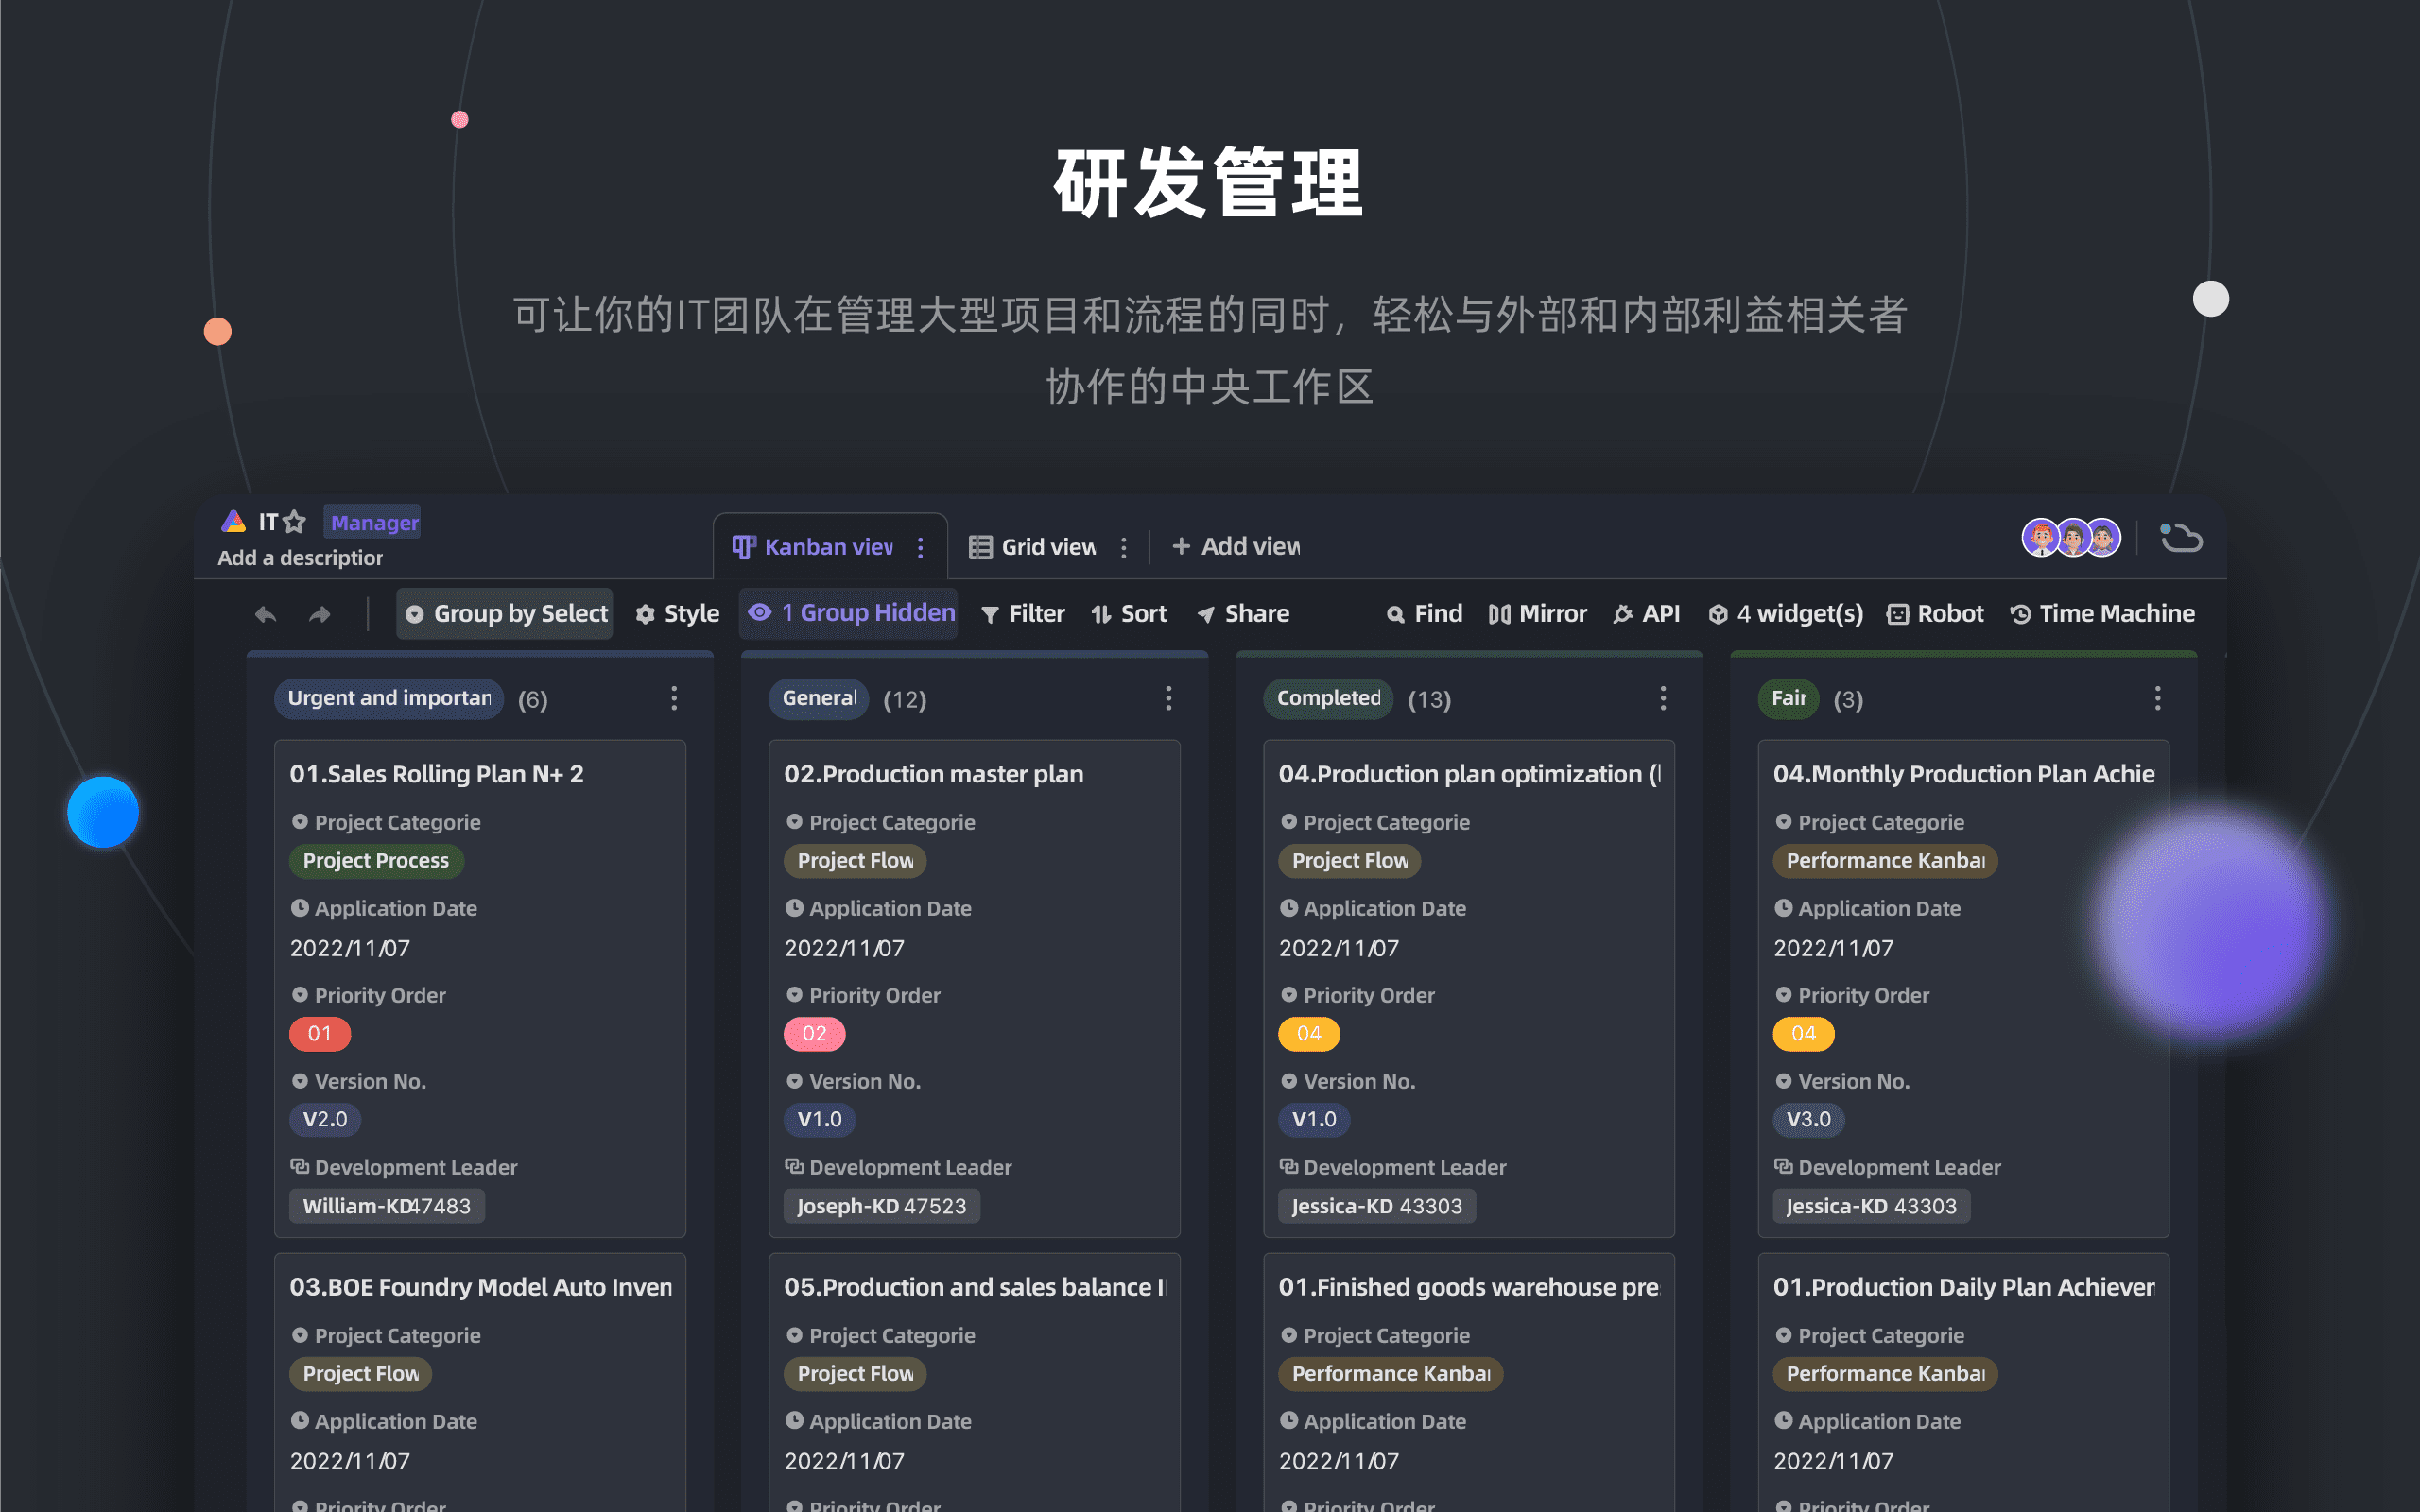 研发管理
可让你的IT团队在管理大型项目和流程的同时，轻松与外部和内部利益相关者
协作的中央工作区
IT Manager
Add a description
Kanban view Grid view + Add view
Group by Select Style 1 Group Hidden Filter Sort Share Find Mirror API 4 widget(s) Robot Time Machine
Urgent and importan (6) General (12) Completed (13) Fair (3)
01.Sales Rolling Plan N+ 2
Project Categorie
Project Process
Application Date
2022/11/07
Priority Order
01
Version No.
V2.0
Development Leader
William-KD47483
03.BOE Foundry Model Auto Inven
Project Categorie
Project Flow
Application Date
2022/11/07
Priority Order
02.Production master plan
Project Categorie
Project Flow
Application Date
2022/11/07
Priority Order
02
Version No.
V1.0
Development Leader
Joseph-KD 47523
05.Production and sales balance
Project Categorie
Project Flow
Application Date
2022/11/07
Priority Order
04.Production plan optimization (
Project Categorie
Project Flow
Application Date
2022/11/07
Priority Order
04
Version No.
V1.0
Development Leader
Jessica-KD 43303
01.Finished goods warehouse pre
Project Categorie
Performance Kanban
Application Date
2022/11/07
Priority Order
04.Monthly Production Plan Achie
Project Categorie
Performance Kanban
Application Date
2022/11/07
Priority Order
04
Version No.
V3.0
Development Leader
Jessica-KD 43303
01.Production Daily Plan Achiever
Project Categorie
Performance Kanban
Application Date
2022/11/07
Priority Order